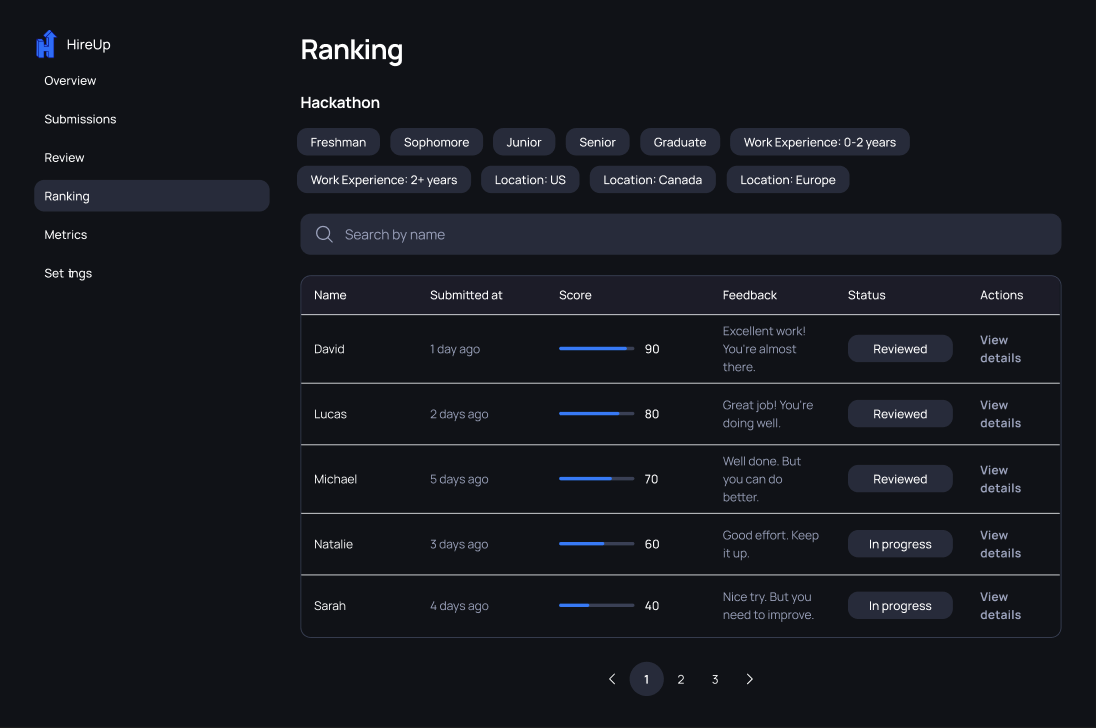 HireUp
Overview
Submissions
Review
Ranking
Metrics
Settings
Ranking
Hackathon
Freshman Sophomore Junior Senior Graduate Work Experience: 0-2 years
Work Experience: 2+ years Location: US Location: Canada Location: Europe
Search by name
Name Submitted at Score Feedback Status Actions
David 1 day ago 90 Excellent work!
You're almost
there. Reviewed View
details
Lucas 2 days ago 80 Great job! You're
doing well. Reviewed View
details
Michael 5 days ago 70 Well done. But
you can do
better. Reviewed View
details
Natalie 3 days ago 60 Good effort. Keep
it up. In progress View
details
Sarah 4 days ago 40 Nice try. But you
need to improve. In progress View
details
1 2 3